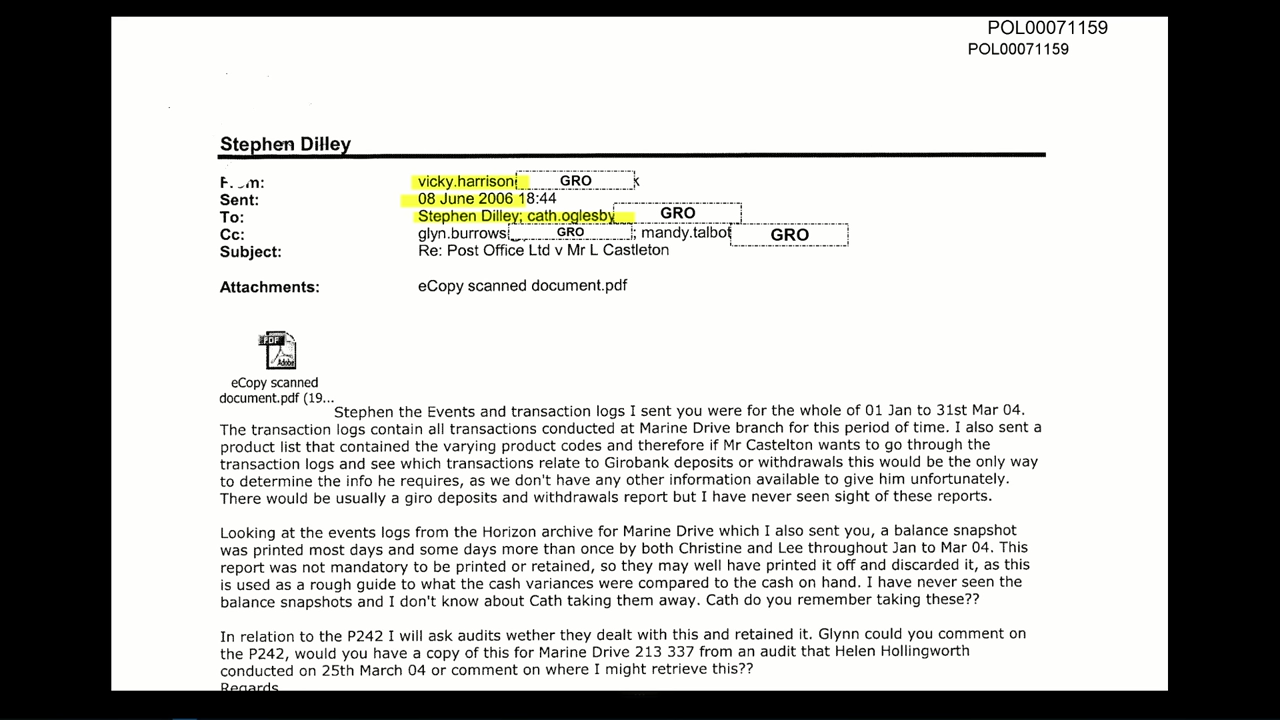 POL00071159
POL00071159
Stephen Dilley
vicky.harrison GRO
Sent: 08 June 2006 18:44
To: Stephen Dilley; cath.oglesby GRO
Cc: glyn.burrows GRO ; mandy.talbot GRO
Subject: Re: Post Office Ltd v Mr L Castleton
Attachments: eCopy scanned document.pdf
PDF
Adobe
eCopy scanned
document.pdf (19...
Stephen the Events and transaction logs I sent you were for the whole of 01 Jan to 31st Mar 04.
The transaction logs contain all transactions conducted at Marine Drive branch for this period of time. I also sent a
product list that contained the varying product codes and therefore if Mr Castelton wants to go through the
transaction logs and see which transactions relate to Girobank deposits or withdrawals this would be the only way
to determine the info he requires, as we don't have any other information available to give him unfortunately.
There would be usually a giro deposits and withdrawals report but I have never seen sight of these reports.
Looking at the events logs from the Horizon archive for Marine Drive which I also sent you, a balance snapshot
was printed most days and some days more than once by both Christine and Lee throughout Jan to Mar 04. This
report was not mandatory to be printed or retained, so they may well have printed it off and discarded it, as this
is used as a rough guide to what the cash variances were compared to the cash on hand. I have never seen the
balance snapshots and I don't know about Cath taking them away. Cath do you remember taking these??
In relation to the P242 I will ask audits wether they dealt with this and retained it. Glynn could you comment on
the P242, would you have a copy of this for Marine Drive 213 337 from an audit that Helen Hollingworth
conducted on 25th March 04 or comment on where I might retrieve this??
Regards